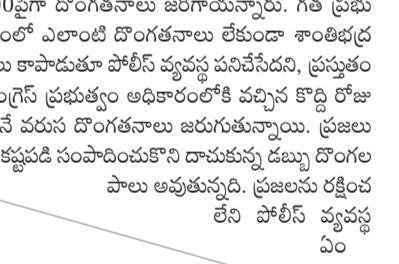 0పైగా దొంగతనాలు జరిగాయన్నారు. గత ప్రభు
ంలో ఎలాంటి దొంగతనాలు లేకుండా శాంతిభద్ర
లు కాపాడుతూ పోలీస్ వ్యవస్థ పనిచేసేదని, ప్రస్తుతం
ంగ్రెస్ ప్రభుత్వం అధికారంలోకి వచ్చిన కొద్ది రోజు
నే వరుస దొంగతనాలు జరుగుతున్నాయి. ప్రజలు
కష్టపడి సంపాదించుకొని దాచుకున్న డబ్బు దొంగల
పాలు అవుతున్నది. ప్రజలను రక్షించ
లేని పోలీస్ వ్యవస్థ
ఏం